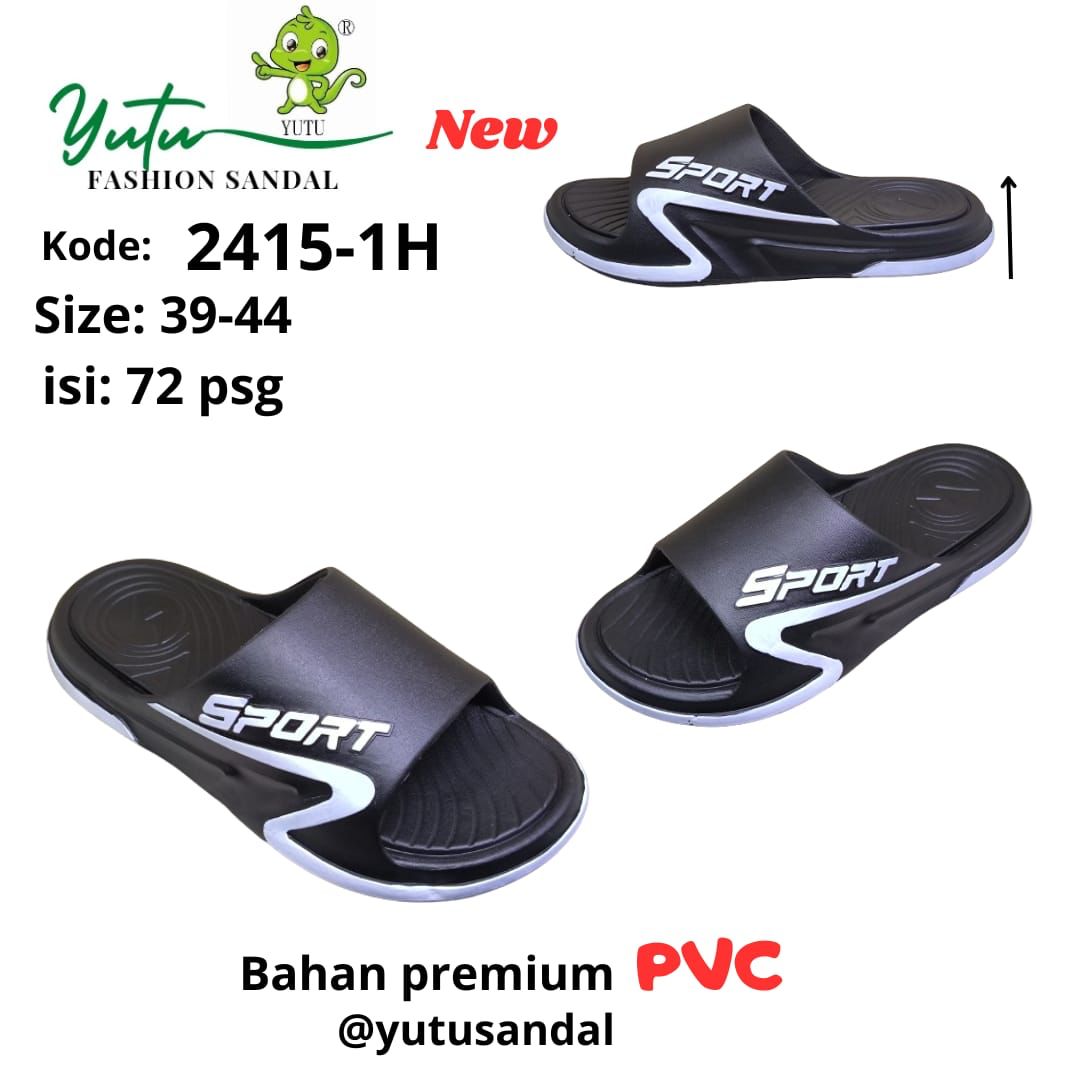 ®
YUTU
Yutu
FASHION SANDAL
New
Kode: 2415-1H
Size: 39-44
isi: 72 psg
SPORT
SPORT
SPORT
Bahan premium PVC
@yutusandal